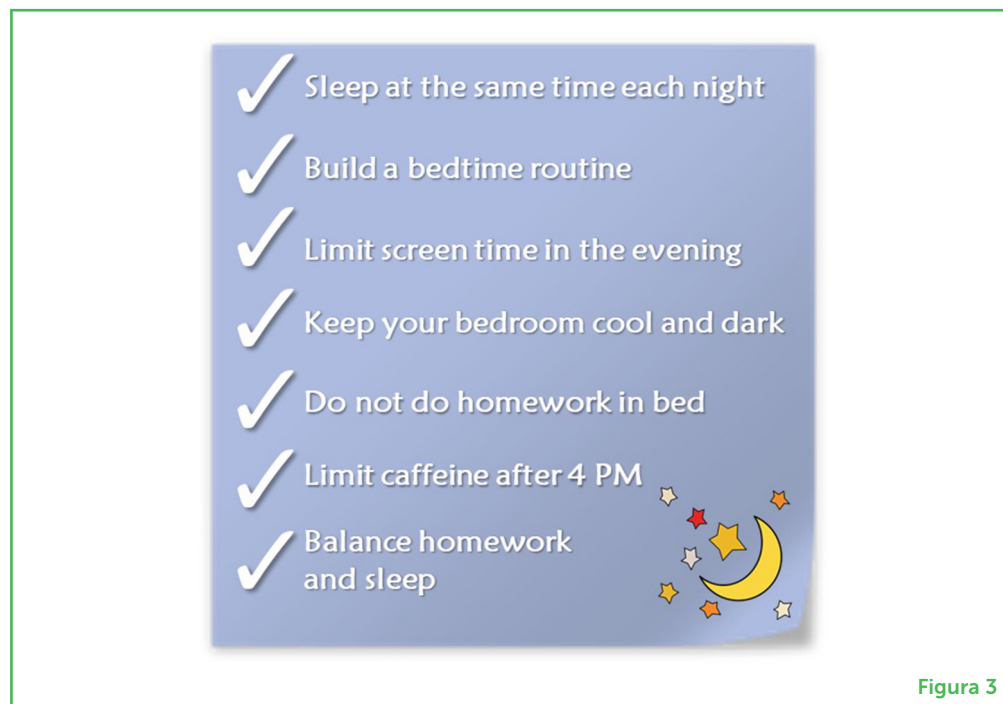 Sleep at the same time each night
Build a bedtime routine
Limit screen time in the evening
Keep your bedroom cool and dark
Do not do homework in bed
Limit caffeine after 4 PM
Balance homework
and sleep
Figura 3